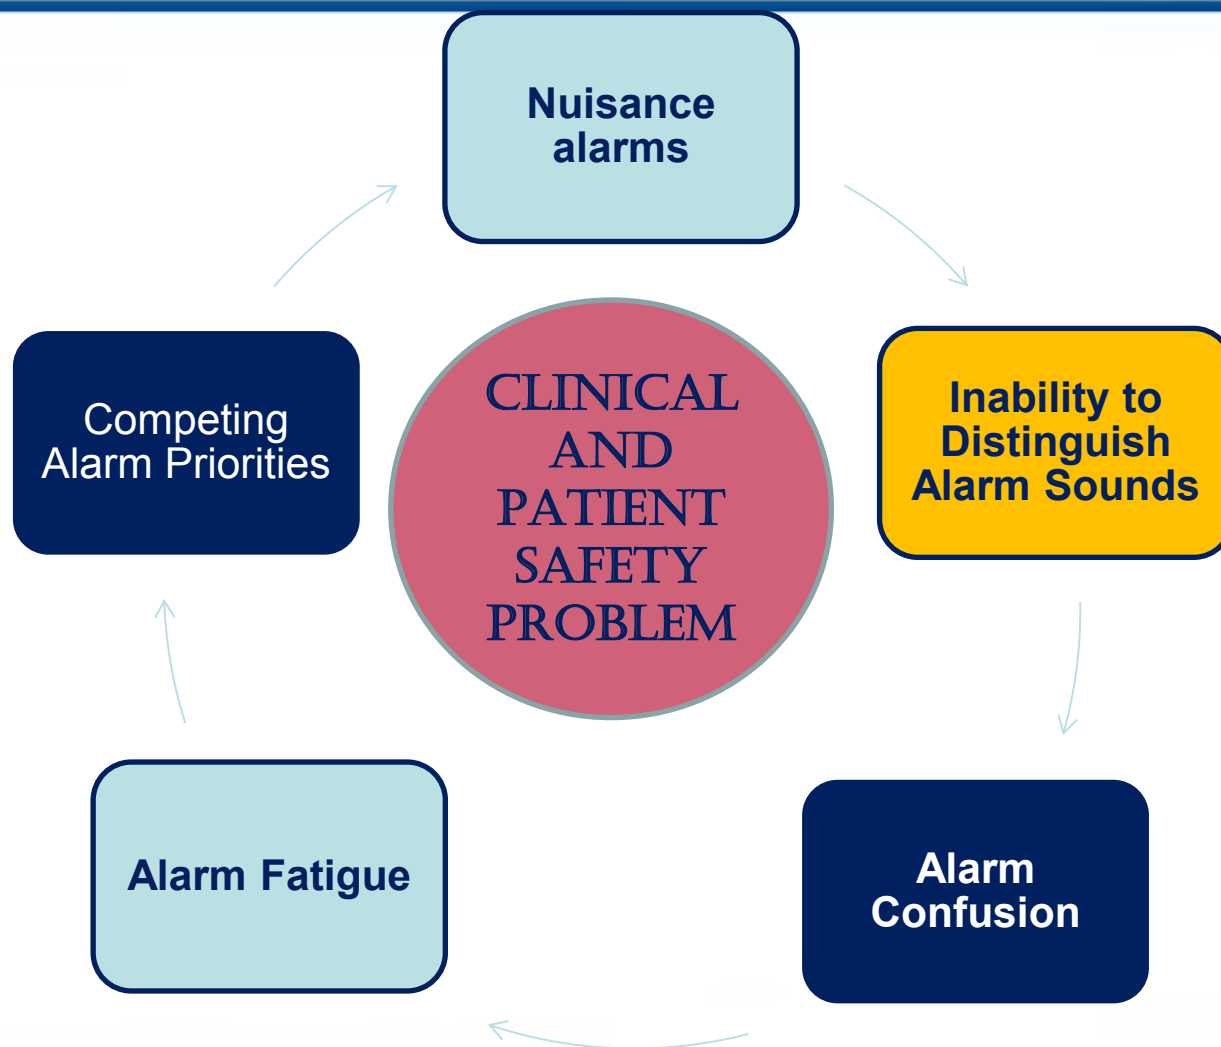 Nuisance
alarms
Inability to
Distinguish
Alarm Sounds
Alarm
Confusion
Alarm Fatigue
Competing
Alarm Priorities
CLINICAL
AND
PATIENT
SAFETY
PROBLEM